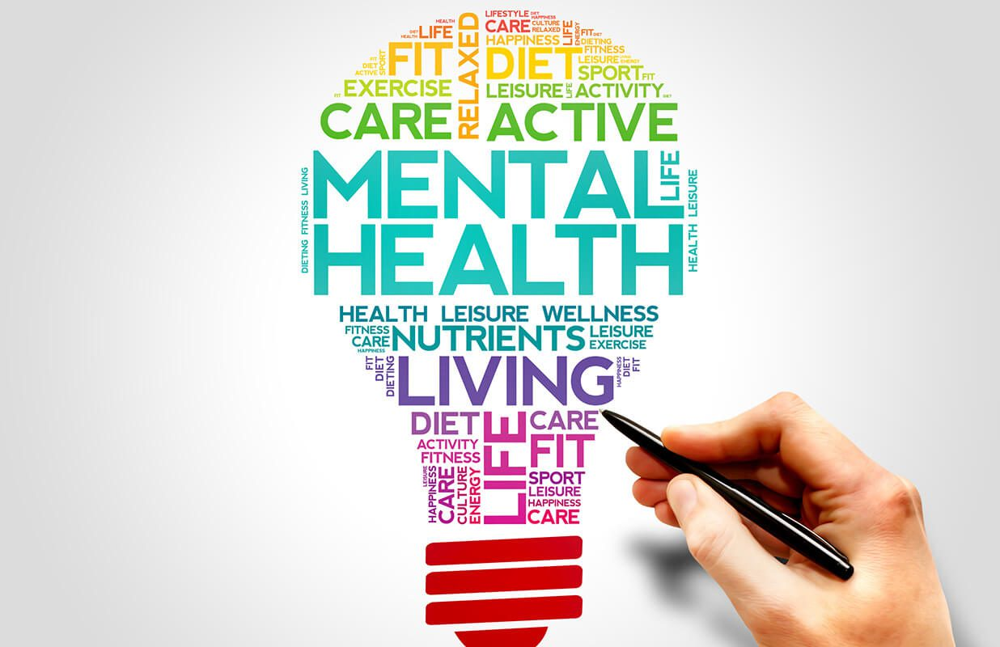 HEALTH
DIET
LIFE
HEALTH
FIT
FIT
DIET
ACTIVE
SPORT
EXERCISE
FIT
CARE
RELAXED
LIFESTYLE
DIET
HAPPINESS
CARE
CULTURE
RELAXED
LIFE
ENERGY
FIT
DIET
HAPPINESS
DIETING
DIET
FITNESS
LEISURE
LIVING
ENERGY
SPORT
FIT
LEISURE
LIFE
ACTIVITY
DIET
ACTIVE
MENTAL
LIFE
HEALTH
DIETING FITNESS LIVING
HEALTH LEISURE
HEALTH LEISURE WELLNESS
FITNESS
CARE
HAPPINESS
NUTRIENTS
LEISURE
EXERCISE
FIT
DIET
DIETING
LIVING
HAPPINESS
DIET
FIT
DIET
LIFE
CARE
ACTIVITY
FITNESS
FIT
LEISURE
HAPPINESS
CARE
CULTURE
ENERGY
SPORT
LEISURE
HAPPINESS
CARE